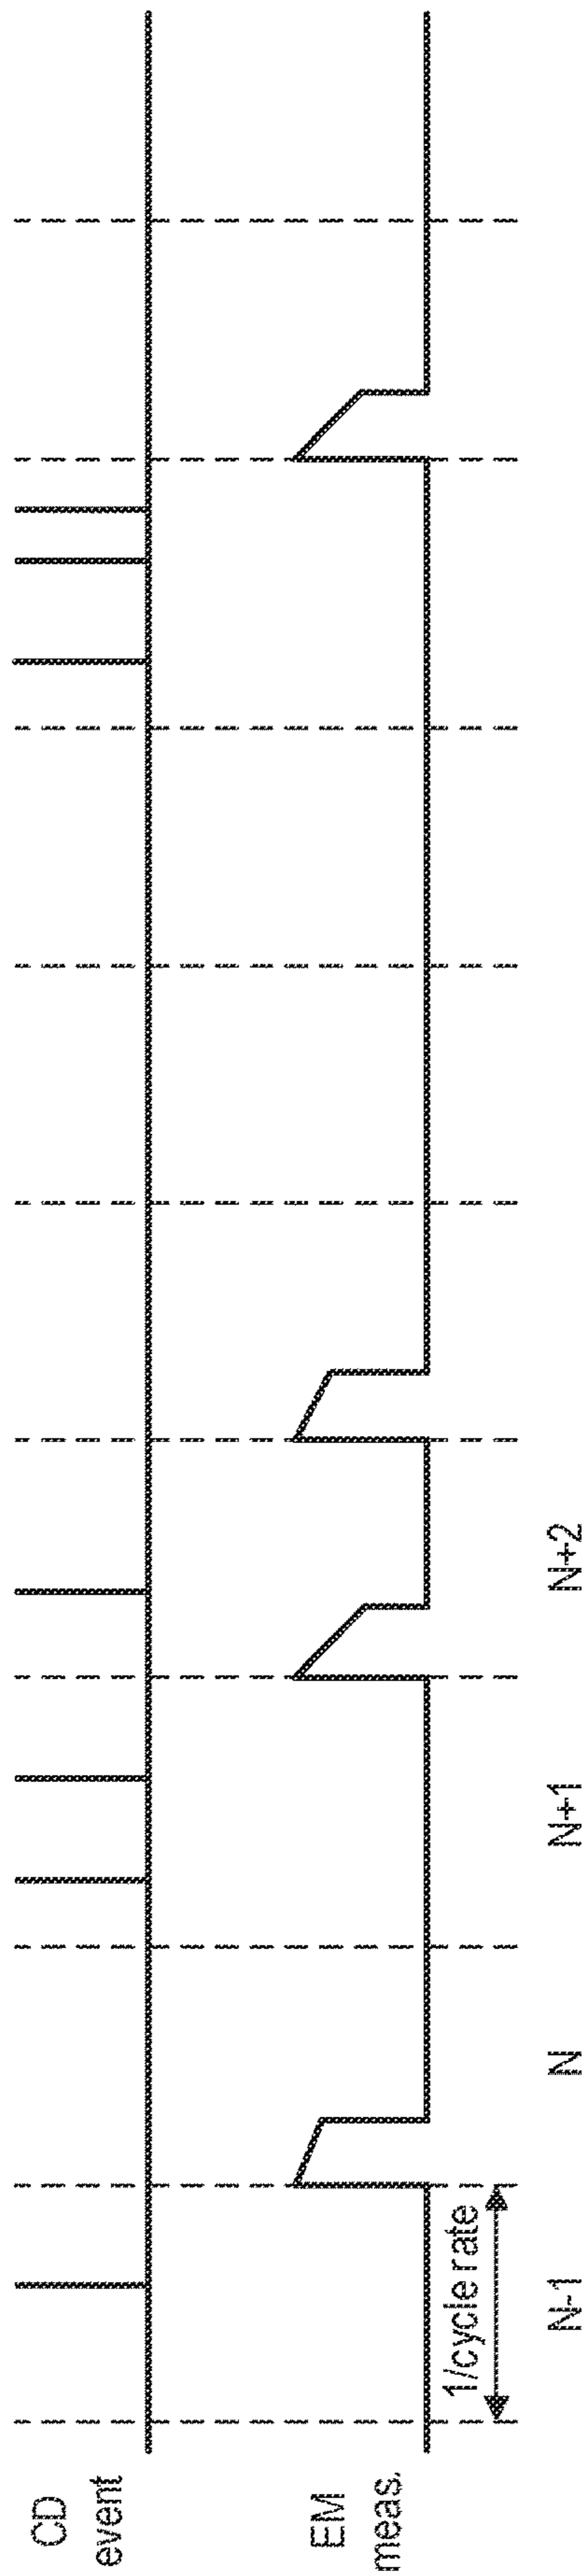 CD
event
EM
meas.
1/cycle rate
N-1
N
N+1
N+2